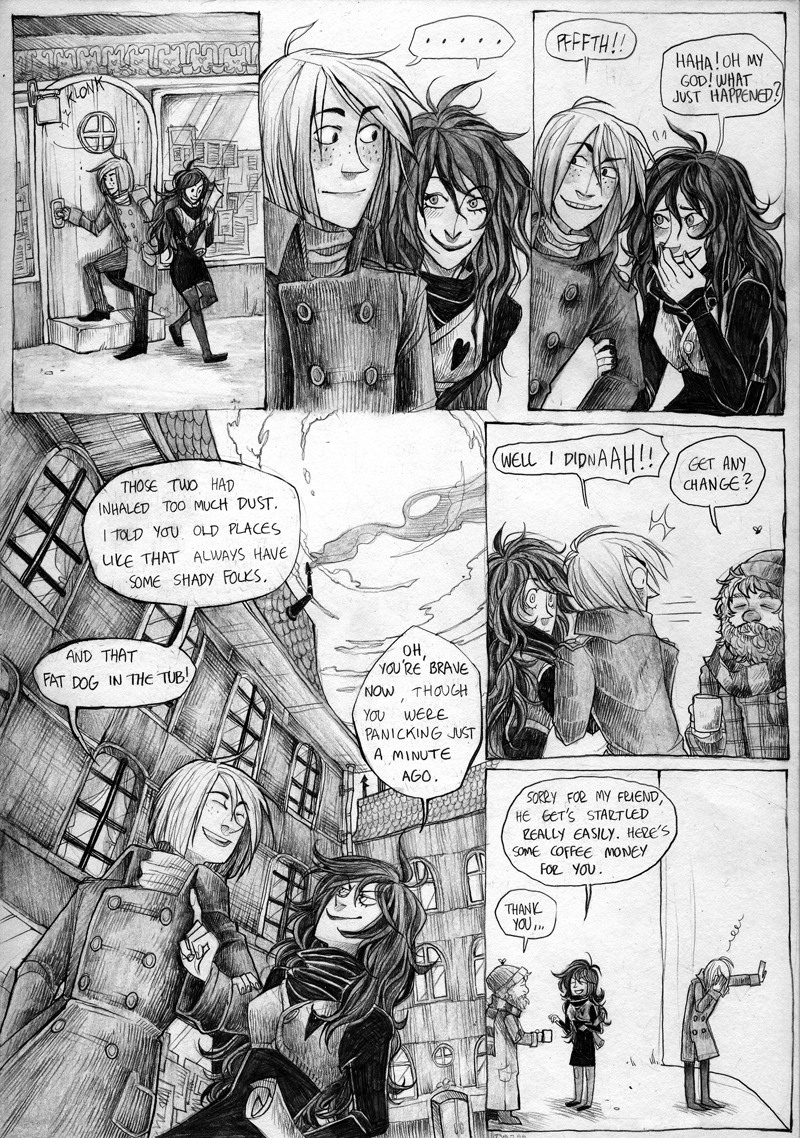 KLONK
. . . . .
PFFFTH!!
HAHA! OH MY
GOD! WHAT
JUST HAPPENED?
THOSE TWO HAD
INHALED TOO MUCH DUST.
I TOLD YOU OLD PLACES
LIKE THAT ALWAYS HAVE
SOME SHADY FOLKS.
AND THAT
FAT DOG IN THE TUB!
OH,
YOU'RE BRAVE
NOW, THOUGH
YOU WERE
PANICKING JUST
A MINUTE
AGO.
WELL I DIDNAAH!!
GET ANY
CHANGE?
SORRY FOR MY FRIEND,
HE GET'S STARTLED
REALLY EASILY. HERE'S
SOME COFFEE MONEY
FOR YOU.
THANK
YOU...